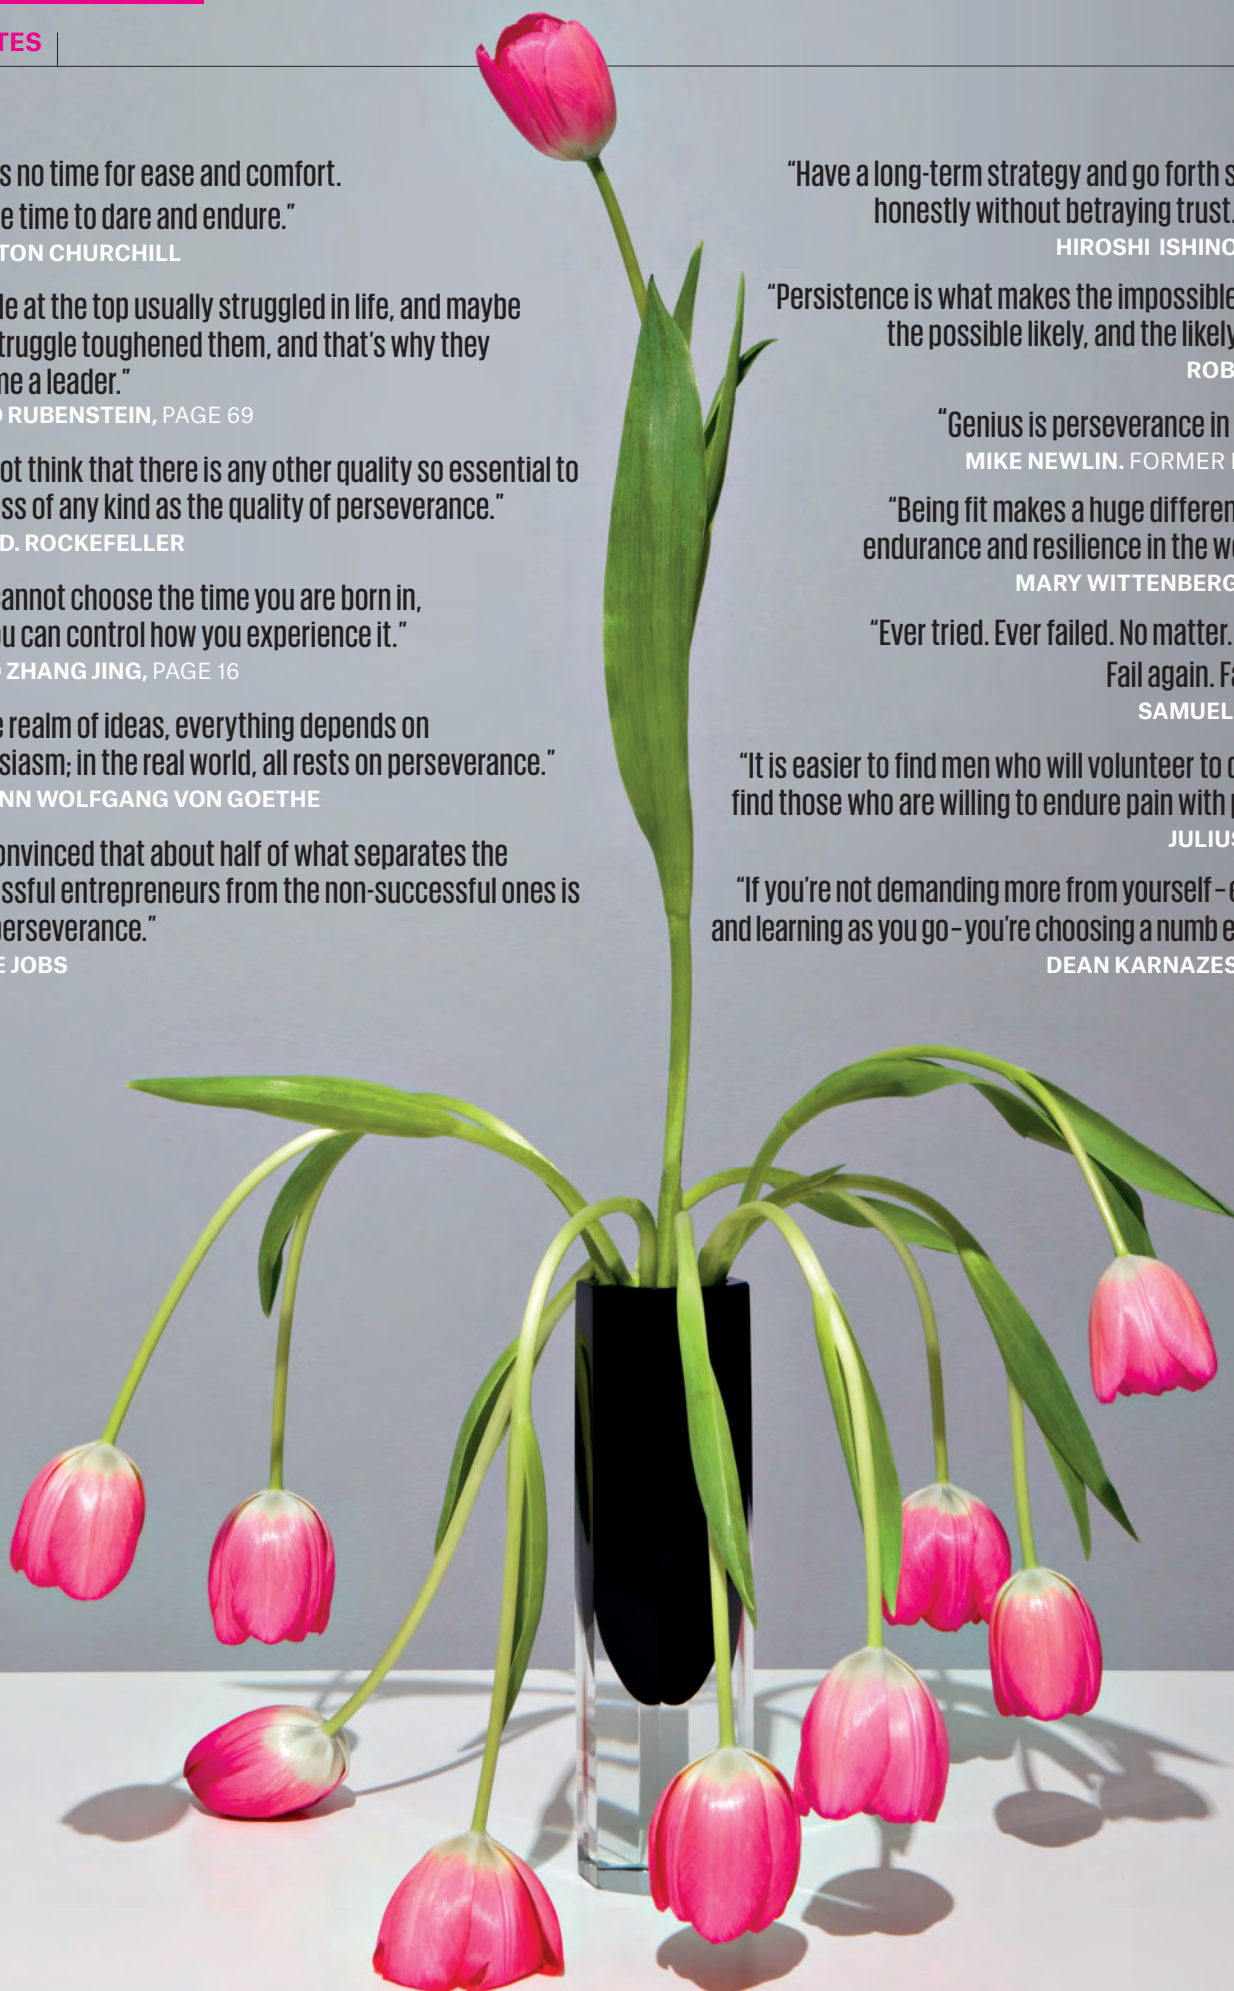 TES
s no time for ease and comfort.
e time to dare and endure.”
TON CHURCHILL
le at the top usually struggled in life, and maybe
truggle toughened them, and that’s why they
me a leader.”
D RUBENSTEIN, PAGE 69
ot think that there is any other quality so essential to
ss of any kind as the quality of perseverance.”
D. ROCKEFELLER
annot choose the time you are born in,
ou can control how you experience it.”
O ZHANG JING, PAGE 16
e realm of ideas, everything depends on
siasm; in the real world, all rests on perseverance.”
NN WOLFGANG VON GOETHE
onvinced that about half of what separates the
ssful entrepreneurs from the non-successful ones is
perseverance.”
E JOBS
“Have a long-term strategy and go forth s
honestly without betraying trust.
HIROSHI ISHINO
“Persistence is what makes the impossible
the possible likely, and the likely
ROB
“Genius is perseverance in
MIKE NEWLIN. FORMER
“Being fit makes a huge differen
endurance and resilience in the w
MARY WITTENBERG
“Ever tried. Ever failed. No matter.
Fail again. Fa
SAMUEL
“It is easier to find men who will volunteer to d
find those who are willing to endure pain with p
JULIUS
“If you’re not demanding more from yourself – e
and learning as you go – you’re choosing a numb e
DEAN KARNAZES